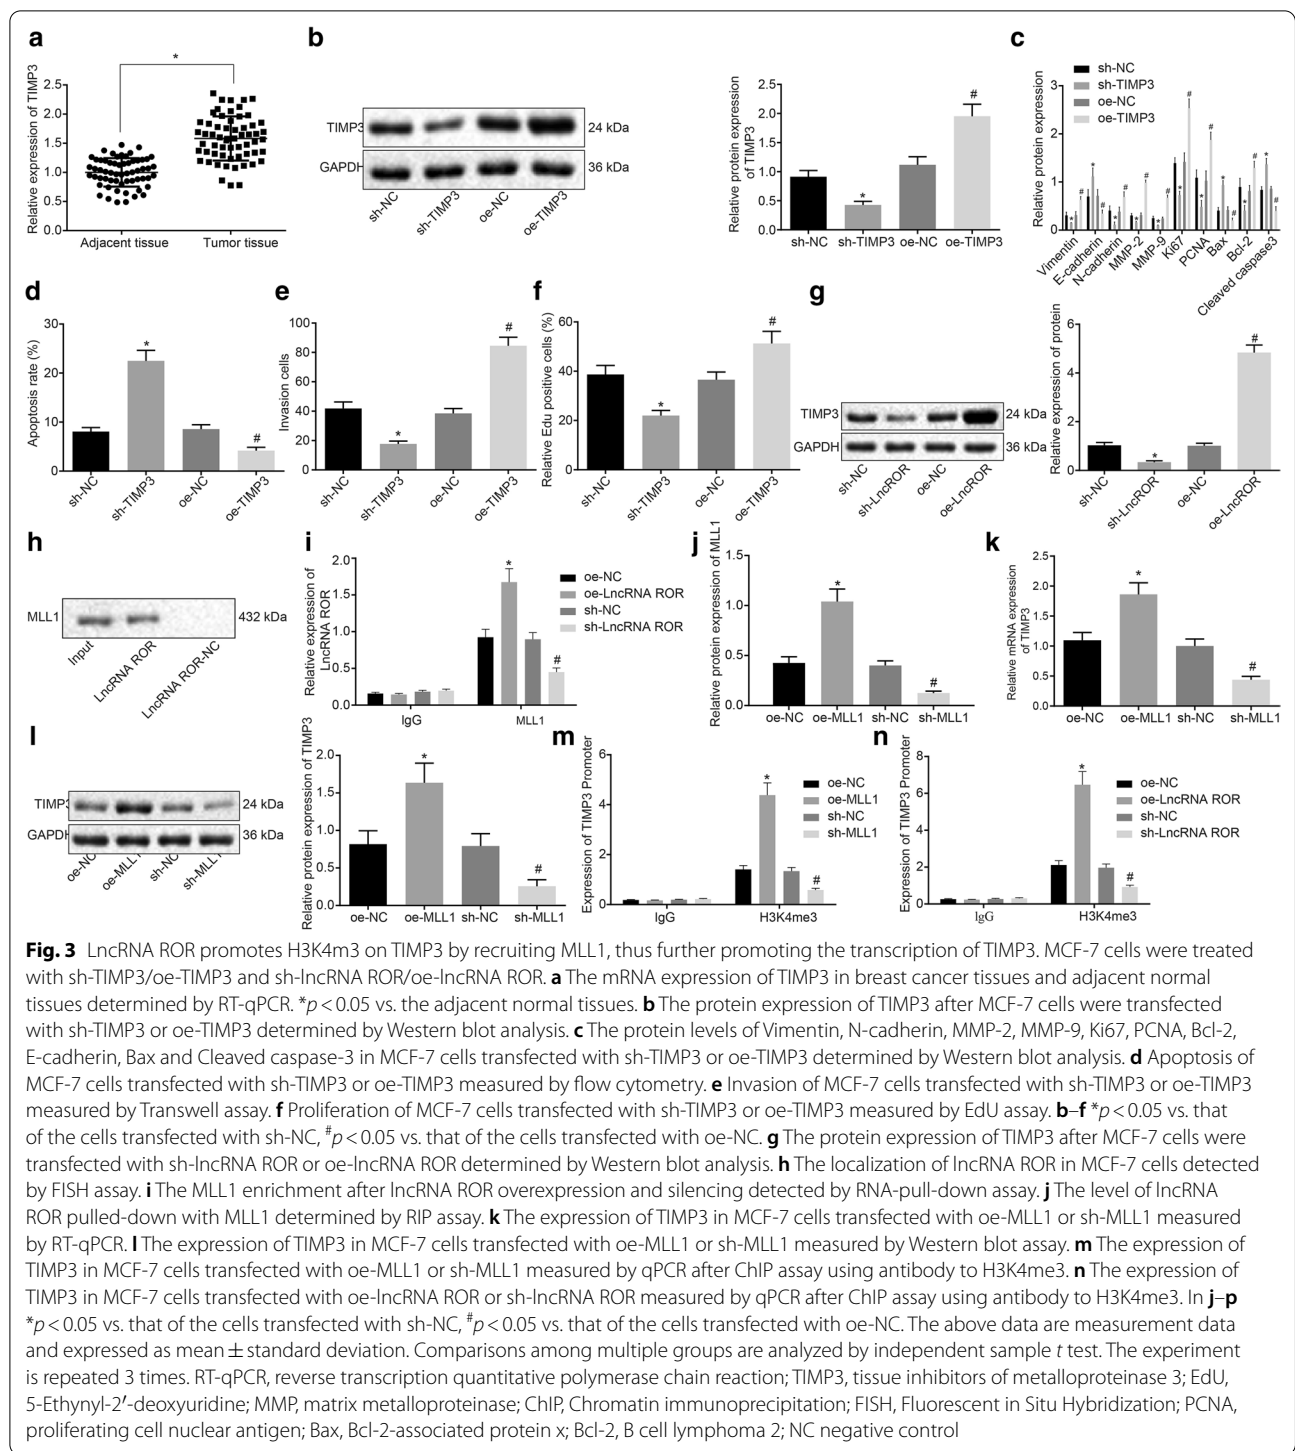 a
Relative expression of TIMP3
2.5
2.0
1.5
1.0
0.5
0.0
*
Adjacent tissue
Tumor tissue
b
TIMP3
24 kDa
GAPDH
36 kDa
sh-NC
sh-TIMP3
oe-NC
oe-TIMP3
Relative protein expression
of TIMP3
2.5
2.0
1.5
1.0
0.5
0.0
*
#
sh-NC
sh-TIMP3
oe-NC
oe-TIMP3
c
sh-NC
sh-TIMP3
oe-NC
oe-TIMP3
Relative protein expression
3
2
1
0
Vimentin
E-cadherin
N-cadherin
MMP-2
MMP-9
Ki67
PCNA
Bax
Bcl-2
Cleaved caspase3
d
Apoptosis rate (%)
30
20
10
0
*
#
sh-NC
sh-TIMP3
oe-NC
oe-TIMP3
e
Invasion cells
100
80
60
40
20
0
*
#
sh-NC
sh-TIMP3
oe-NC
oe-TIMP3
f
Relative Edu positive cells (%)
60
40
20
0
*
#
sh-NC
sh-TIMP3
oe-NC
oe-TIMP3
g
TIMP3
24 kDa
GAPDH
36 kDa
sh-NC
sh-LncROR
oe-NC
oe-LncROR
Relative expression of protein
6
4
2
0
*
#
sh-NC
sh-LncROR
oe-NC
oe-LncROR
h
MLL1
432 kDa
Input
LncRNA ROR
LncRNA ROR-NC
i
Relative expression of
LncRNA ROR
2.0
1.5
1.0
0.5
0.0
*
#
IgG
MLL1
oe-NC
oe-LncRNA ROR
sh-NC
sh-LncRNA ROR
j
Relative protein expression of MLL1
1.5
1.0
0.5
0.0
*
#
oe-NC
oe-MLL1
sh-NC
sh-MLL1
k
Relative mRNA expression
of TIMP3
2.5
2.0
1.5
1.0
0.5
0.0
*
#
oe-NC
oe-MLL1
sh-NC
sh-MLL1
l
TIMP3
24 kDa
GAPDH
36 kDa
oe-NC
oe-MLL1
sh-NC
sh-MLL1
Relative protein expression of TIMP3
2.0
1.5
1.0
0.5
0.0
*
#
oe-NC
oe-MLL1
sh-NC
sh-MLL1
m
Expression of TIMP3 Promoter
6
4
2
0
*
#
IgG
H3K4me3
oe-NC
oe-MLL1
sh-NC
sh-MLL1
n
Expression of TIMP3 Promoter
8
6
4
2
0
*
#
IgG
H3K4me3
oe-NC
oe-LncRNA ROR
sh-NC
sh-LncRNA ROR
Fig. 3 LncRNA ROR promotes H3K4m3 on TIMP3 by recruiting MLL1, thus further promoting the transcription of TIMP3. MCF-7 cells were treated
with sh-TIMP3/oe-TIMP3 and sh-lncRNA ROR/oe-lncRNA ROR. a The mRNA expression of TIMP3 in breast cancer tissues and adjacent normal
tissues determined by RT-qPCR. *p < 0.05 vs. the adjacent normal tissues. b The protein expression of TIMP3 after MCF-7 cells were transfected
with sh-TIMP3 or oe-TIMP3 determined by Western blot analysis. c The protein levels of Vimentin, N-cadherin, MMP-2, MMP-9, Ki67, PCNA, Bcl-2,
E-cadherin, Bax and Cleaved caspase-3 in MCF-7 cells transfected with sh-TIMP3 or oe-TIMP3 determined by Western blot analysis. d Apoptosis of
MCF-7 cells transfected with sh-TIMP3 or oe-TIMP3 measured by flow cytometry. e Invasion of MCF-7 cells transfected with sh-TIMP3 or oe-TIMP3
measured by Transwell assay. f Proliferation of MCF-7 cells transfected with sh-TIMP3 or oe-TIMP3 measured by EdU assay. b–f *p < 0.05 vs. that
of the cells transfected with sh-NC, #p < 0.05 vs. that of the cells transfected with oe-NC. g The protein expression of TIMP3 after MCF-7 cells were
transfected with sh-lncRNA ROR or oe-lncRNA ROR determined by Western blot analysis. h The localization of lncRNA ROR in MCF-7 cells detected
by FISH assay. i The MLL1 enrichment after lncRNA ROR overexpression and silencing detected by RNA-pull-down assay. j The level of lncRNA
ROR pulled-down with MLL1 determined by RIP assay. k The expression of TIMP3 in MCF-7 cells transfected with oe-MLL1 or sh-MLL1 measured
by RT-qPCR. l The expression of TIMP3 in MCF-7 cells transfected with oe-MLL1 or sh-MLL1 measured by Western blot assay. m The expression of
TIMP3 in MCF-7 cells transfected with oe-MLL1 or sh-MLL1 measured by qPCR after ChIP assay using antibody to H3K4me3. n The expression of
TIMP3 in MCF-7 cells transfected with oe-lncRNA ROR or sh-lncRNA ROR measured by qPCR after ChIP assay using antibody to H3K4me3. In j–p
*p < 0.05 vs. that of the cells transfected with sh-NC, #p < 0.05 vs. that of the cells transfected with oe-NC. The above data are measurement data
and expressed as mean ± standard deviation. Comparisons among multiple groups are analyzed by independent sample t test. The experiment
is repeated 3 times. RT-qPCR, reverse transcription quantitative polymerase chain reaction; TIMP3, tissue inhibitors of metalloproteinase 3; EdU,
5-Ethynyl-2′-deoxyuridine; MMP, matrix metalloproteinase; ChIP, Chromatin immunoprecipitation; FISH, Fluorescent in Situ Hybridization; PCNA,
proliferating cell nuclear antigen; Bax, Bcl-2-associated protein x; Bcl-2, B cell lymphoma 2; NC negative control